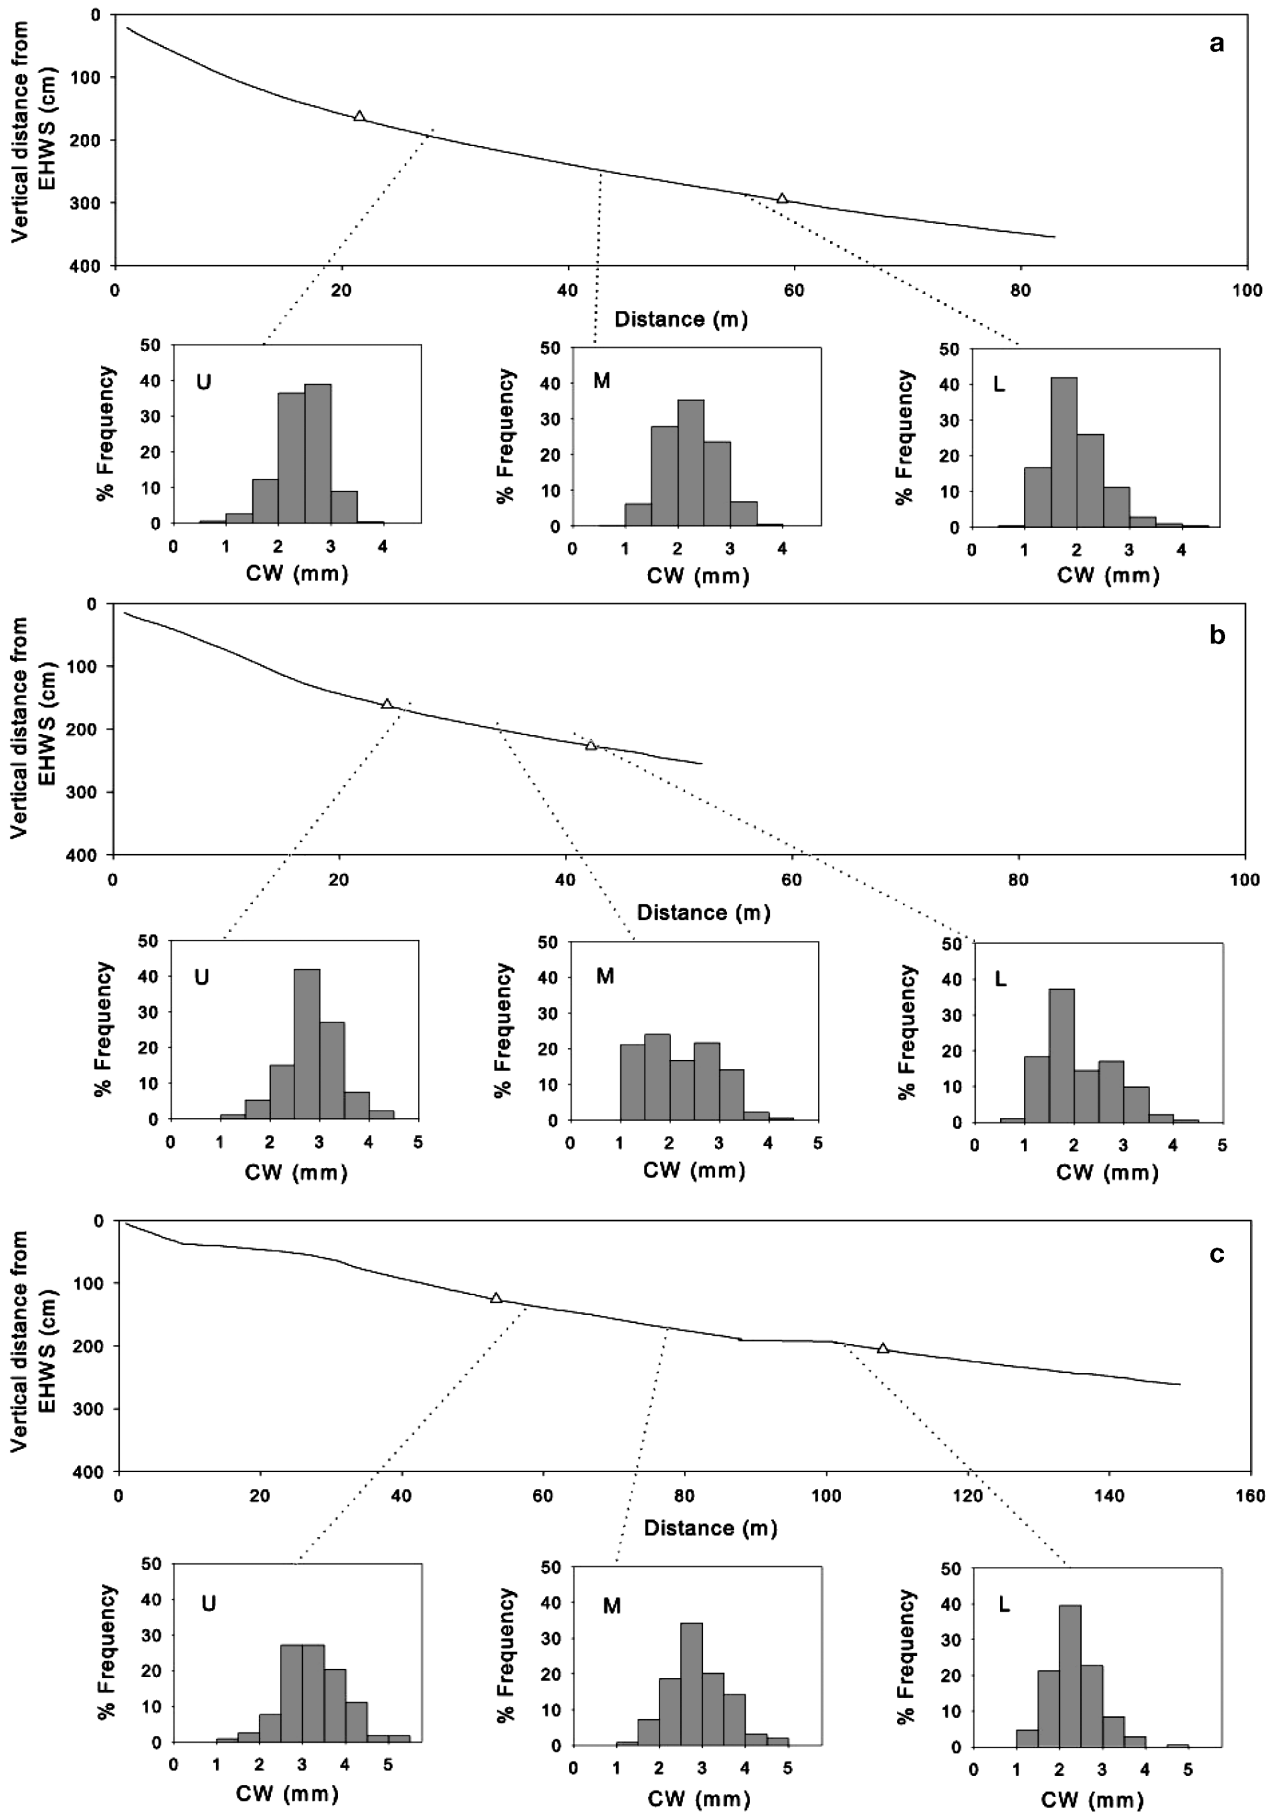 a
Vertical distance from
EHWS (cm)
0
100
200
300
400
0 20 40 60 80 100
Distance (m)
U
% Frequency
50
40
30
20
10
0
0 1 2 3 4
CW (mm)
M
% Frequency
50
40
30
20
10
0
0 1 2 3 4
CW (mm)
L
% Frequency
50
40
30
20
10
0
0 1 2 3 4
CW (mm)
b
Vertical distance from
EHWS (cm)
0
100
200
300
400
0 20 40 60 80 100
Distance (m)
U
% Frequency
50
40
30
20
10
0
0 1 2 3 4 5
CW (mm)
M
% Frequency
50
40
30
20
10
0
0 1 2 3 4 5
CW (mm)
L
% Frequency
50
40
30
20
10
0
0 1 2 3 4 5
CW (mm)
c
Vertical distance from
EHWS (cm)
0
100
200
300
400
0 20 40 60 80 100 120 140 160
Distance (m)
U
% Frequency
50
40
30
20
10
0
0 1 2 3 4 5
CW (mm)
M
% Frequency
50
40
30
20
10
0
0 1 2 3 4 5
CW (mm)
L
% Frequency
50
40
30
20
10
0
0 1 2 3 4 5
CW (mm)